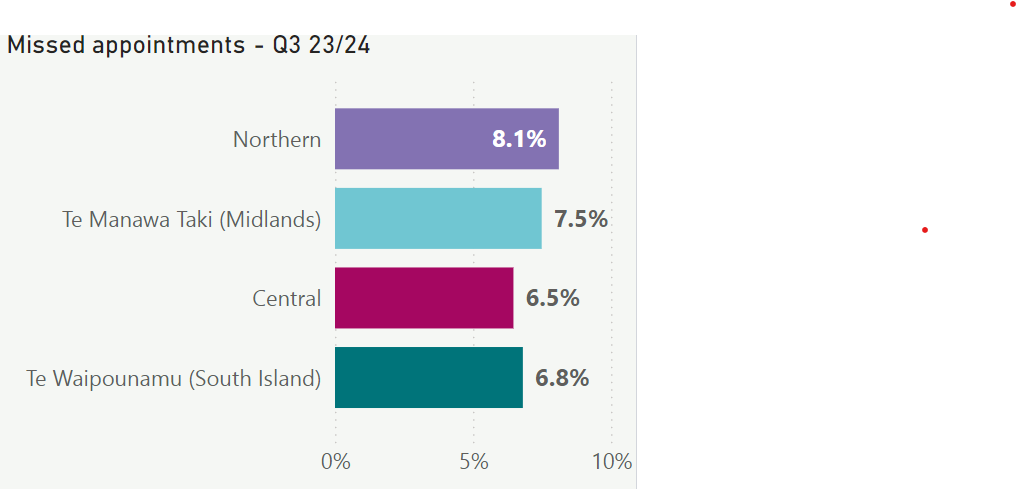 Missed appointments - Q3 23/24
Northern 8.1%
Te Manawa Taki (Midlands) 7.5%
Central 6.5%
Te Waipounamu (South Island) 6.8%
0% 5% 10%